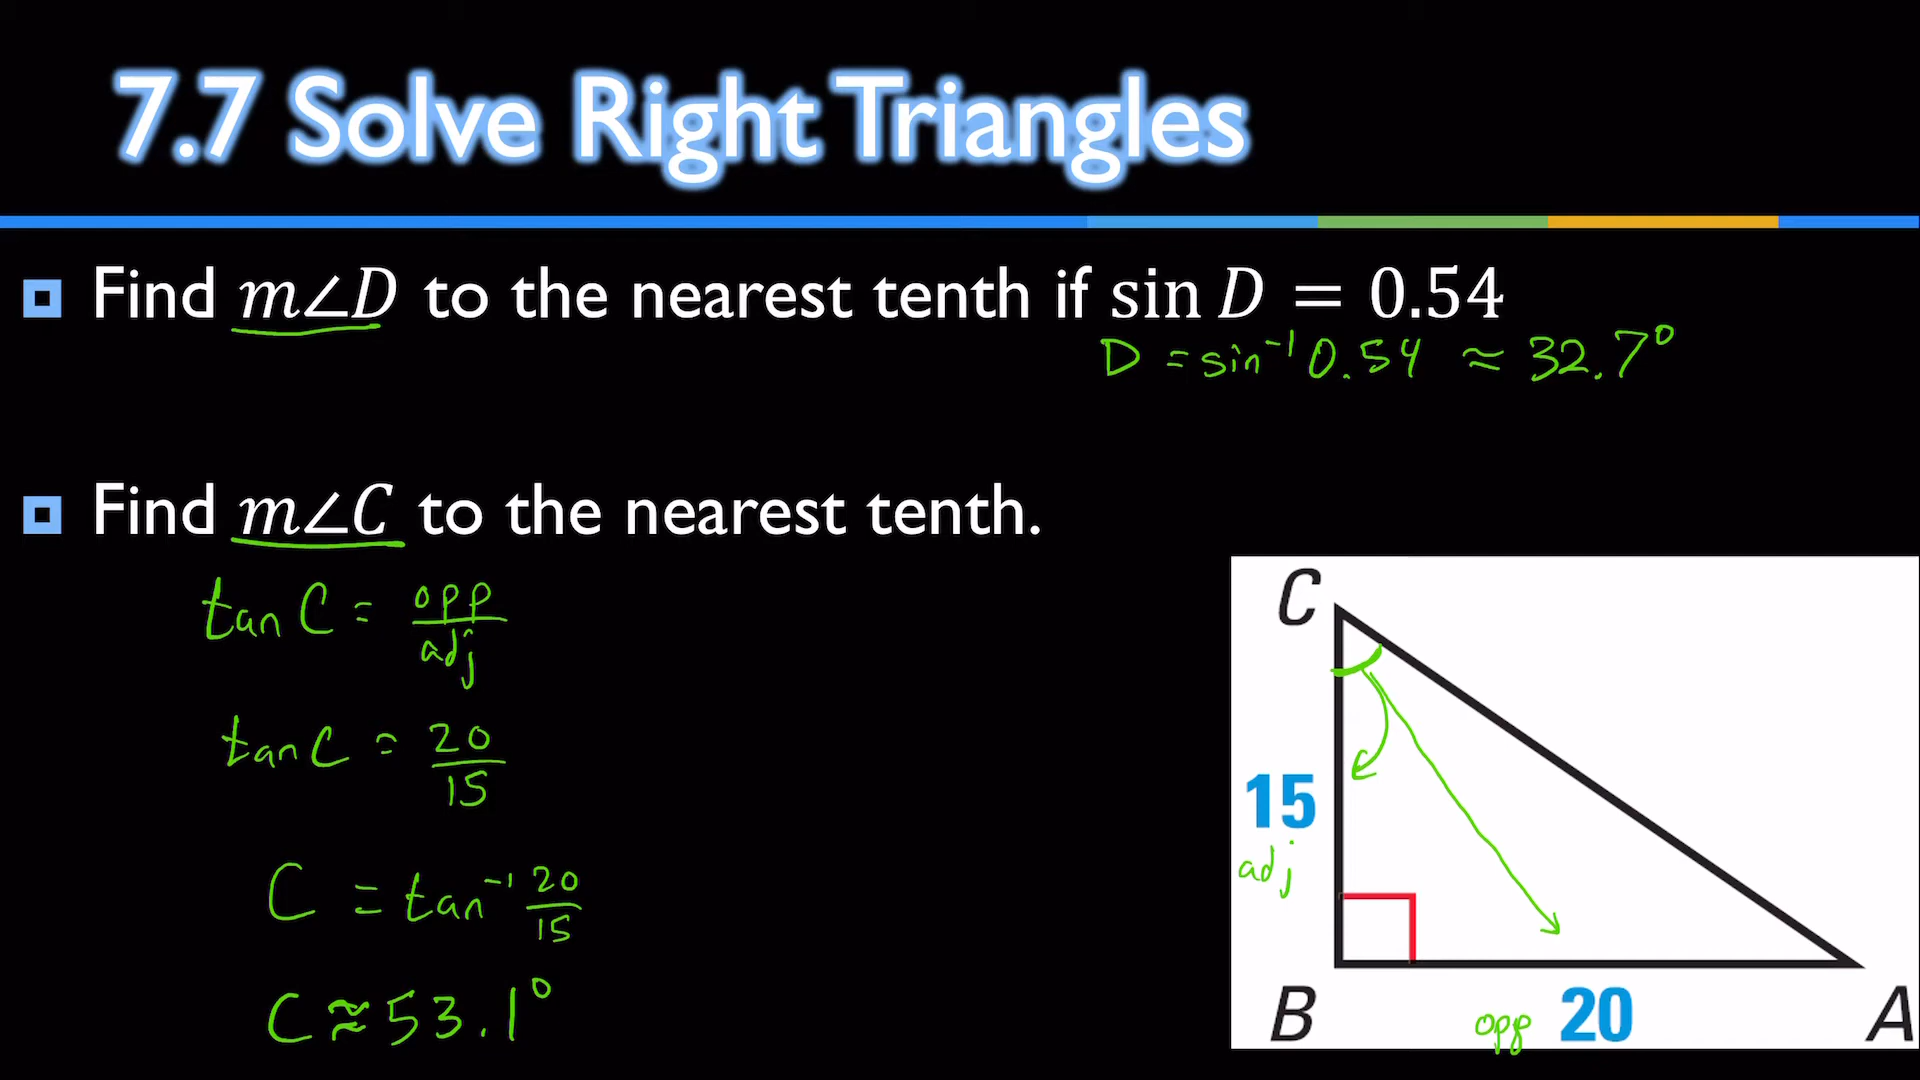 7.7 Solve Right Triangles
Find m∠D to the nearest tenth if sin D = 0.54
D = sin⁻¹ 0.54 ≈ 32.7°
Find m∠C to the nearest tenth.
tan C = opp/adj
tan C = 20/15
C = tan⁻¹ 20/15
C ≈ 53.1°
C
15
adj
B
opp 20
A